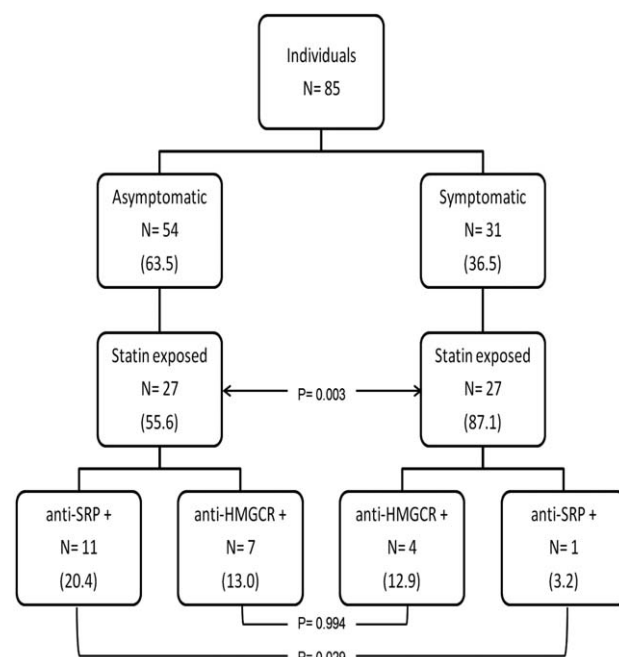 Individuals
N= 85
Asymptomatic
N= 54
(63.5)
Symptomatic
N= 31
(36.5)
Statin exposed
N= 27
(55.6)
P= 0.003
Statin exposed
N= 27
(87.1)
anti-SRP +
N= 11
(20.4)
anti-HMGCR +
N= 7
(13.0)
anti-HMGCR +
N= 4
(12.9)
anti-SRP +
N= 1
(3.2)
P= 0.994
P= 0.029